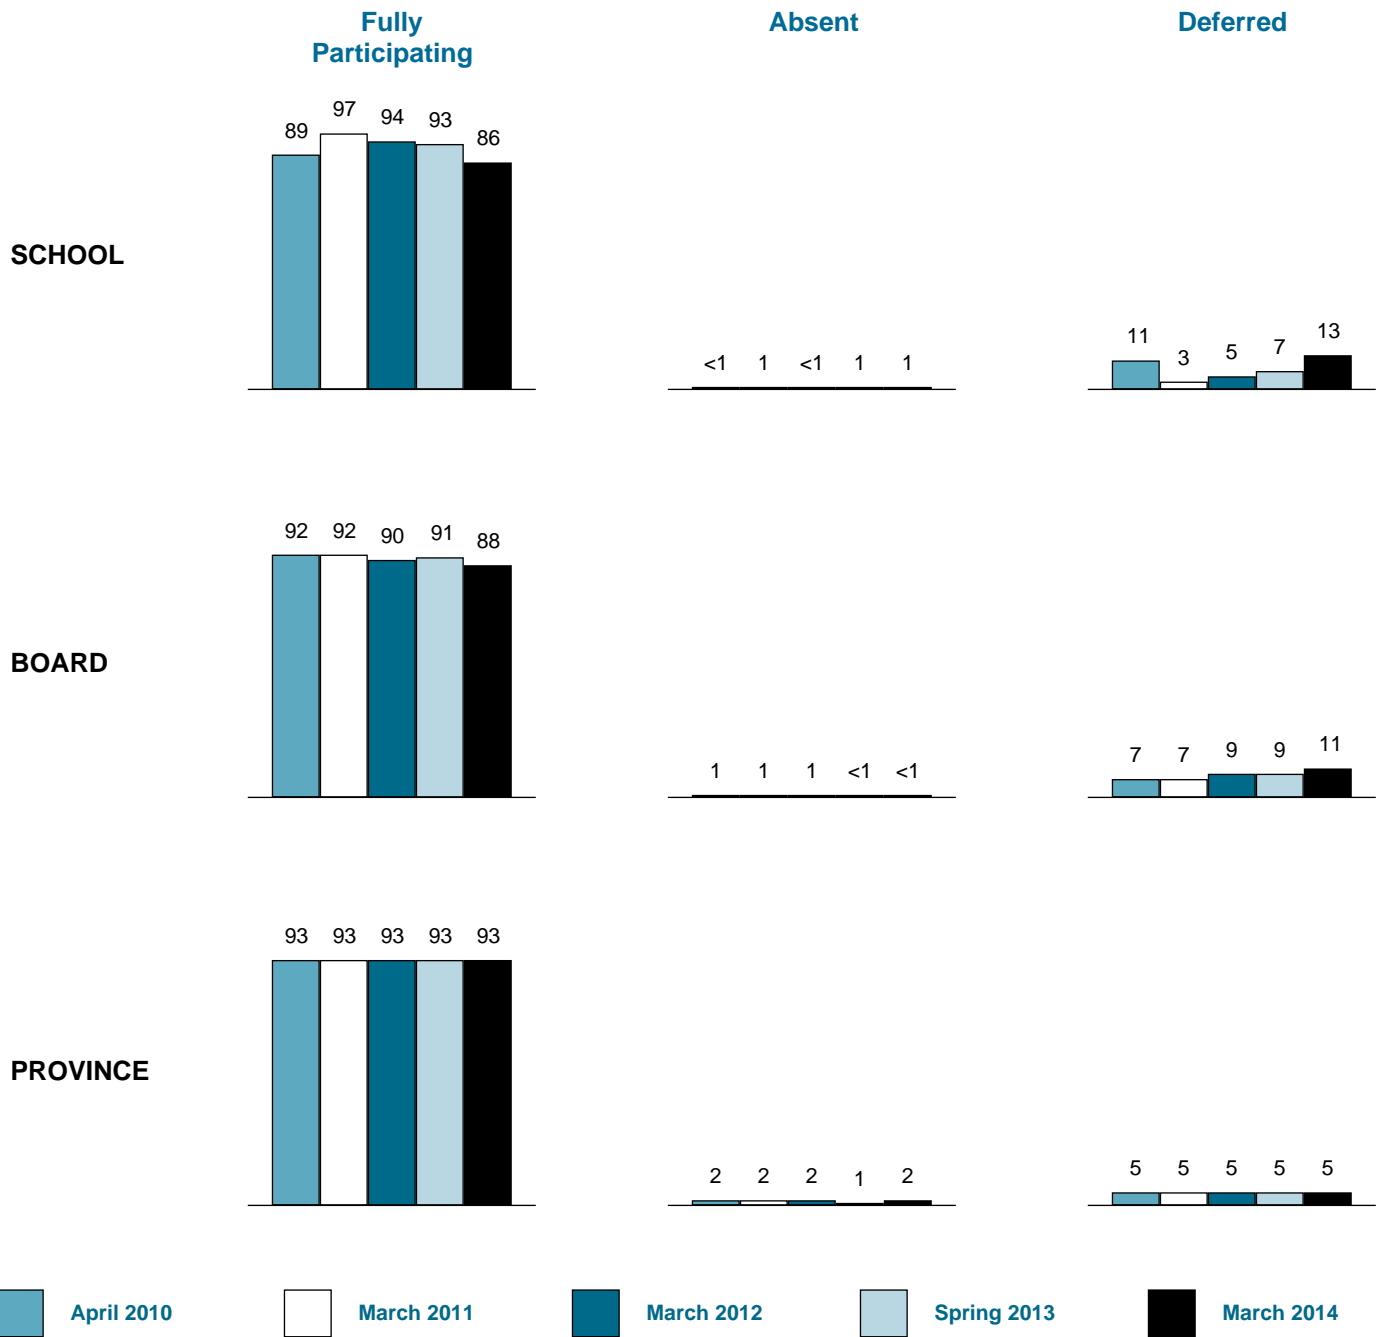 Fully
Participating
Absent
Deferred
SCHOOL
89 97 94 93 86
<1 1 <1 1 1
11 3 5 7 13
BOARD
92 92 90 91 88
1 1 1 <1 <1
7 7 9 9 11
PROVINCE
93 93 93 93 93
2 2 2 1 2
5 5 5 5 5
April 2010 March 2011 March 2012 Spring 2013 March 2014